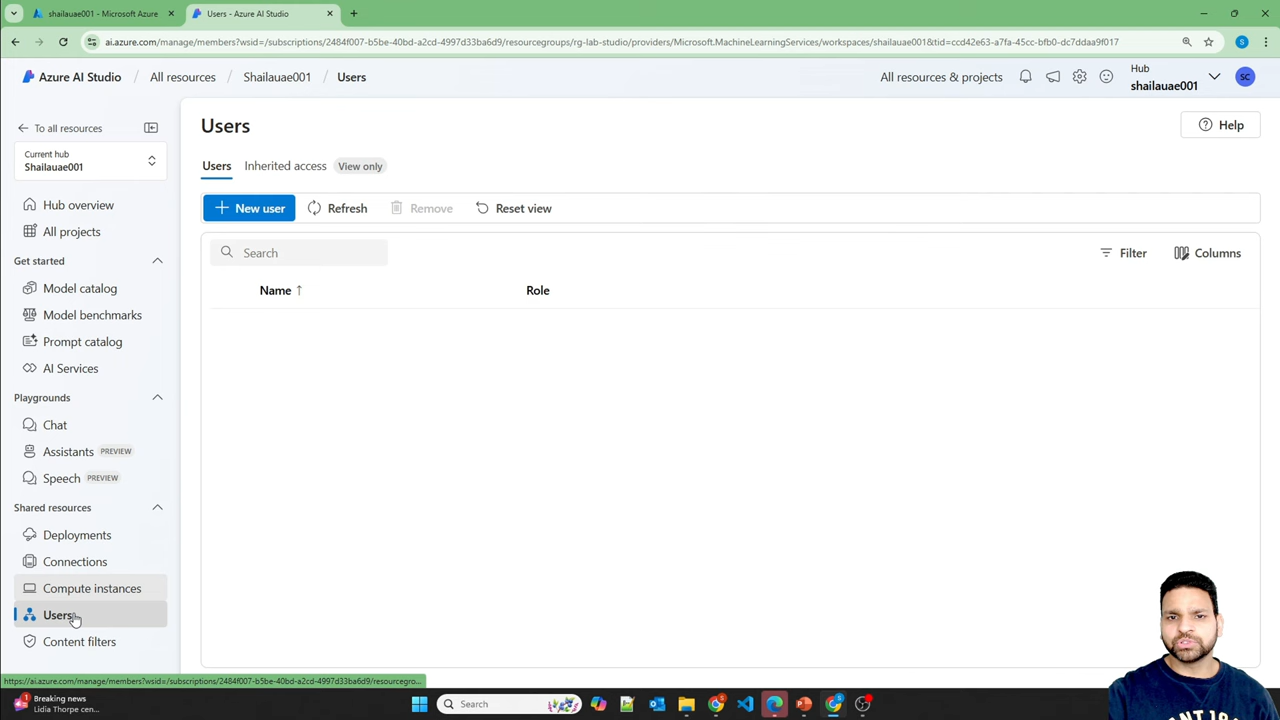 shailauae001 - Microsoft Azure
Users - Azure AI Studio
ai.azure.com/manage/members?wsid=/subscriptions/2484f007-b5be-40bd-a2cd-4997d33ba6d9/resourcegroups/rg-lab-studio/providers/Microsoft.MachineLearningServices/workspaces/shailauae001&tid=ccd42e63-a7fa-45cc-bfb0-dc7ddaa9f017
S
Azure AI Studio / All resources / Shailauae001 / Users
All resources & projects
Hub
shailauae001
SC
To all resources
Current hub
Shailauae001
Hub overview
All projects
Get started
Model catalog
Model benchmarks
Prompt catalog
AI Services
Playgrounds
Chat
Assistants PREVIEW
Speech PREVIEW
Shared resources
Deployments
Connections
Compute instances
Users
Content filters
Users
Help
Users Inherited access View only
New user Refresh Remove Reset view
Search
Filter Columns
Name ↑ Role
https://ai.azure.com/manage/members?wsid=/subscriptions/2484f007-b5be-40bd-a2cd-4997d33ba6d9/resourcegro...
1
Breaking news
Lidia Thorpe cen...
Search